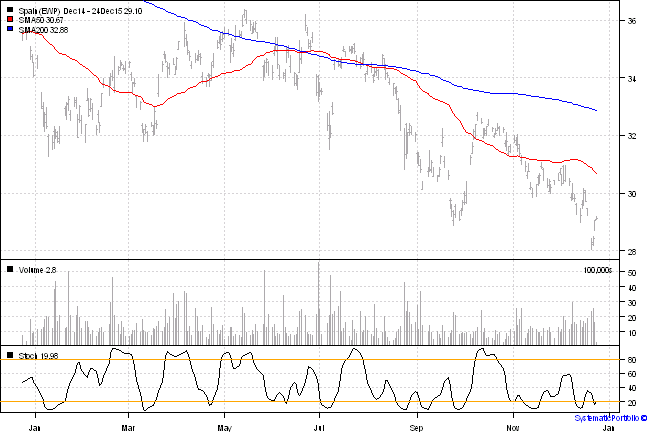 Spain (EWP) Dec14 - 24Dec15 29.10
SMA50 30.67
SMA200 32.88
36
34
32
30
28
Volume 2.8
100,000s
50
40
30
20
10
Stoch 19.98
80
60
40
20
Jan Mar May Jul Sep Nov Jan
SystematicPortfolio ©